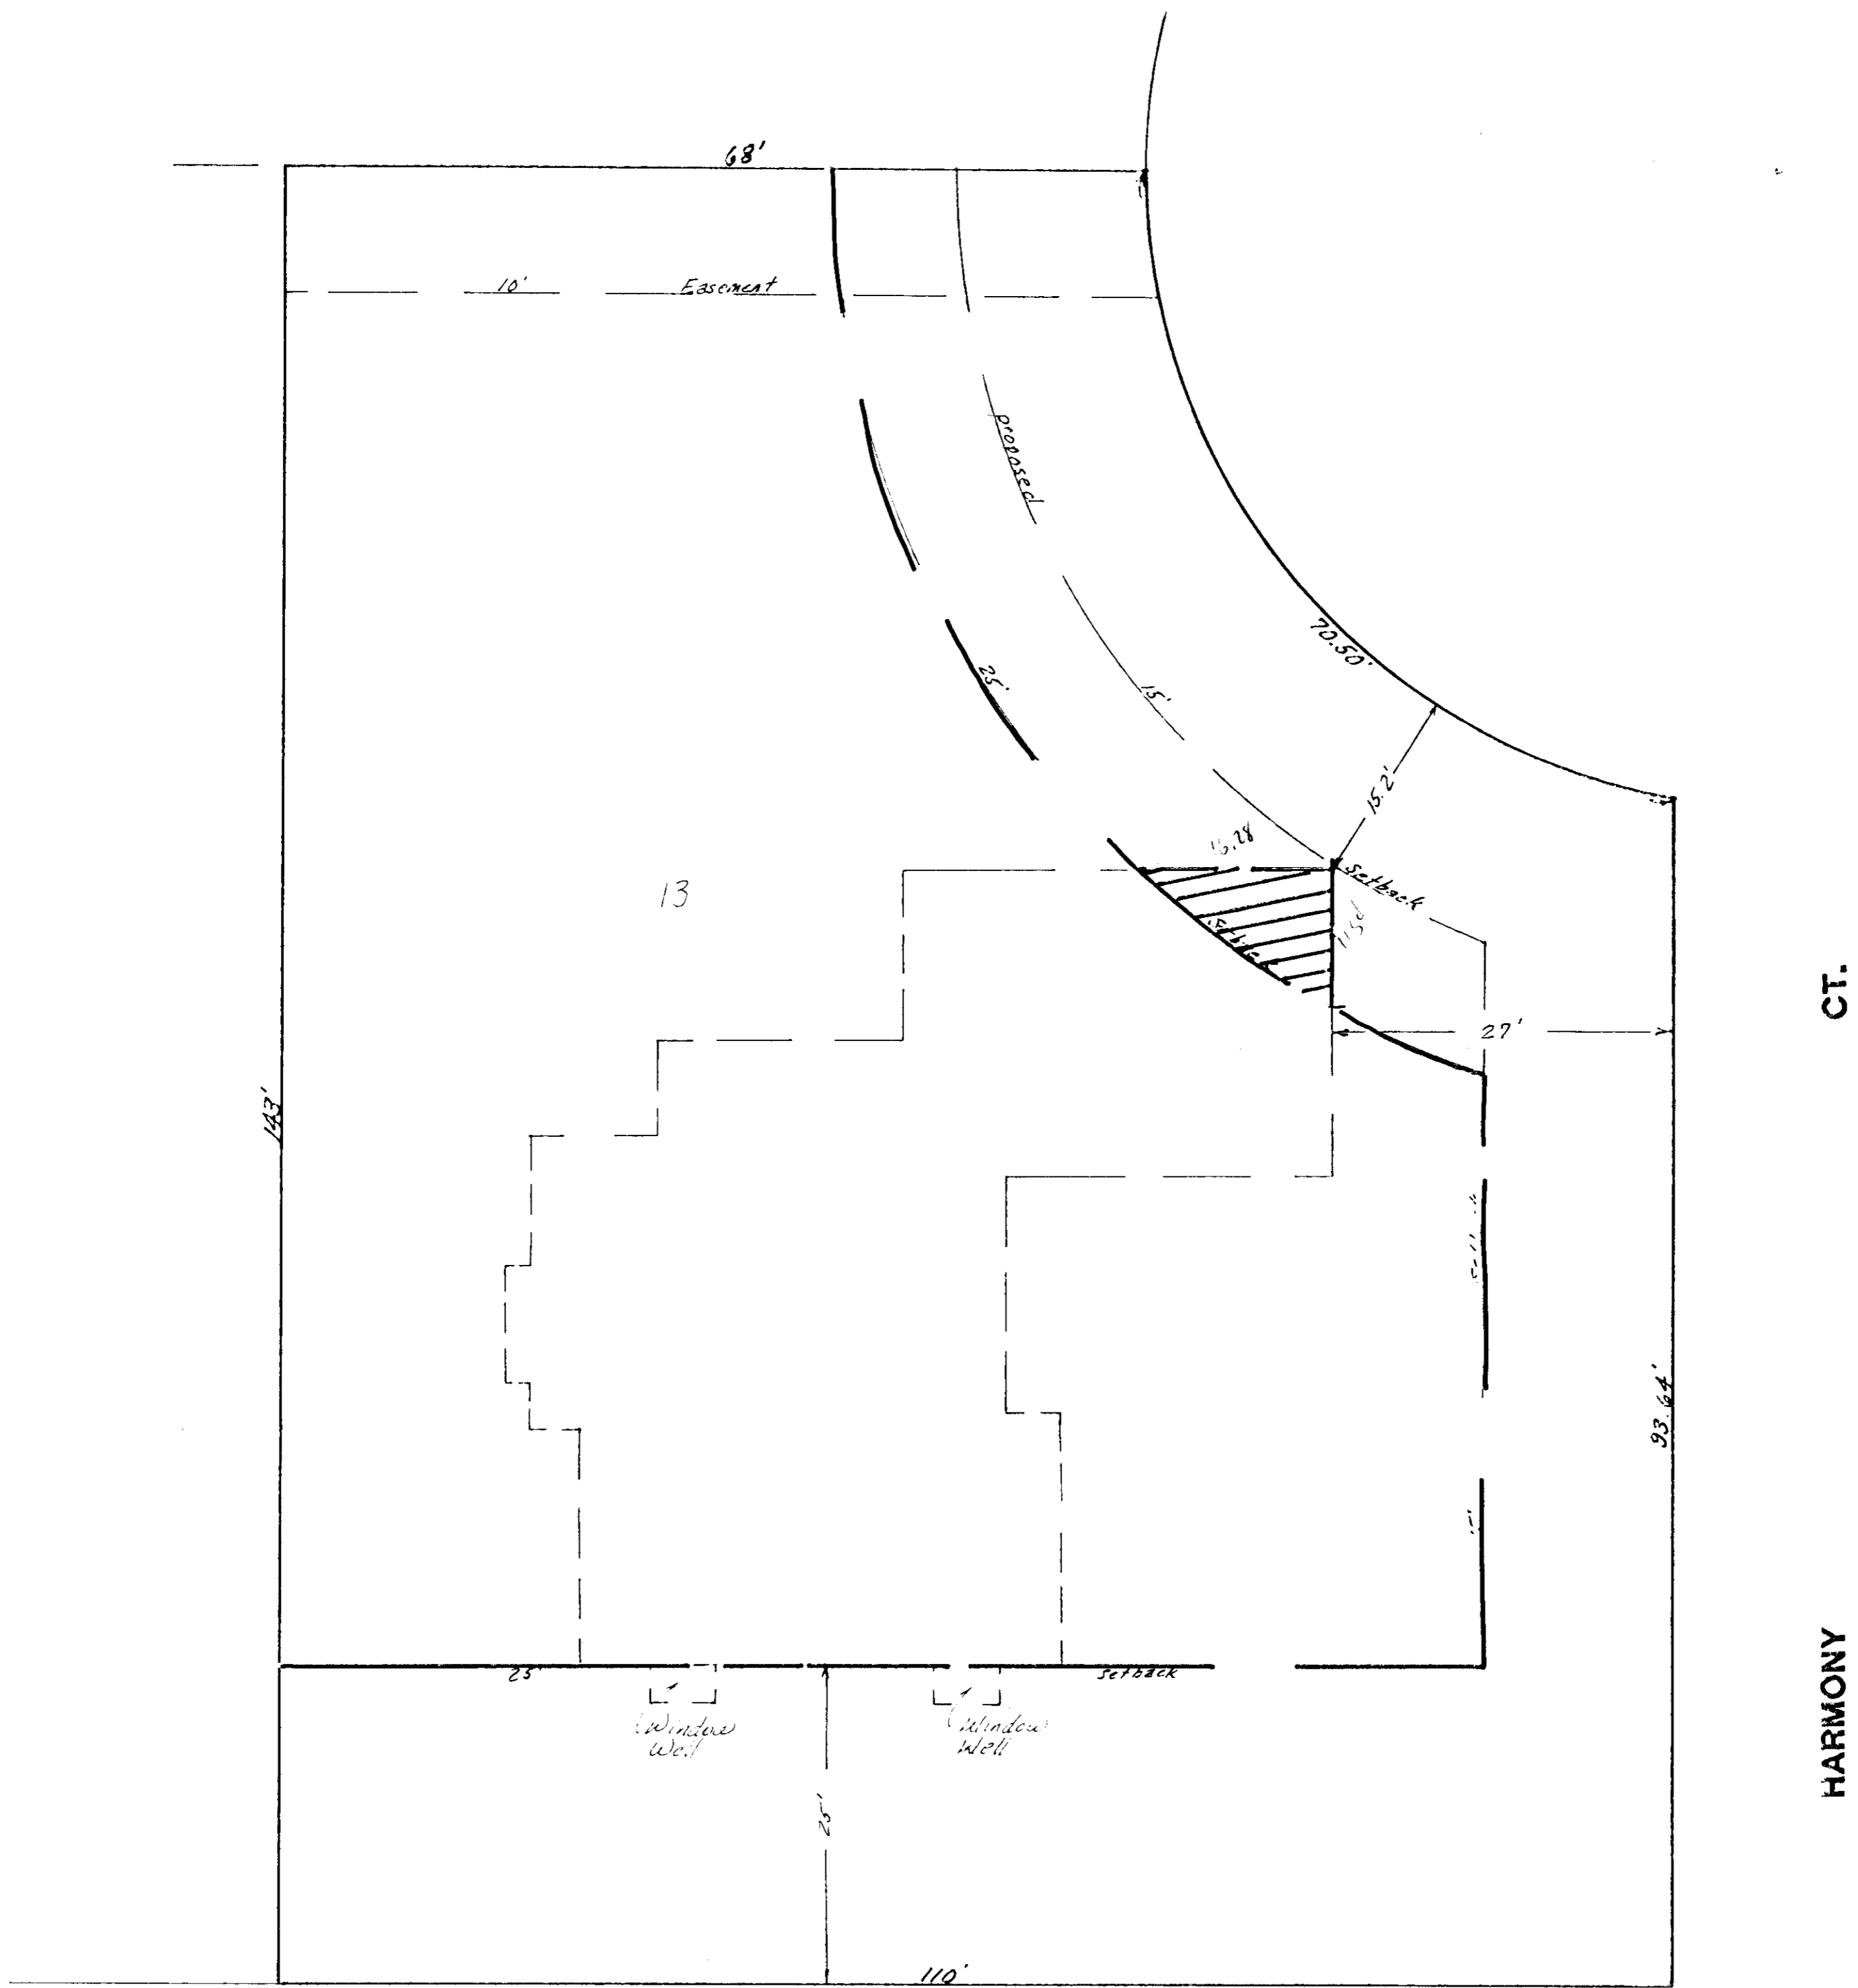 68'
10'
Easement
proposed
70.50'
25'
15'
15.2'
Setback
13
27'
CT.
143'
93.64'
25'
setback
Window
Well
Window
Well
25'
HARMONY
110'